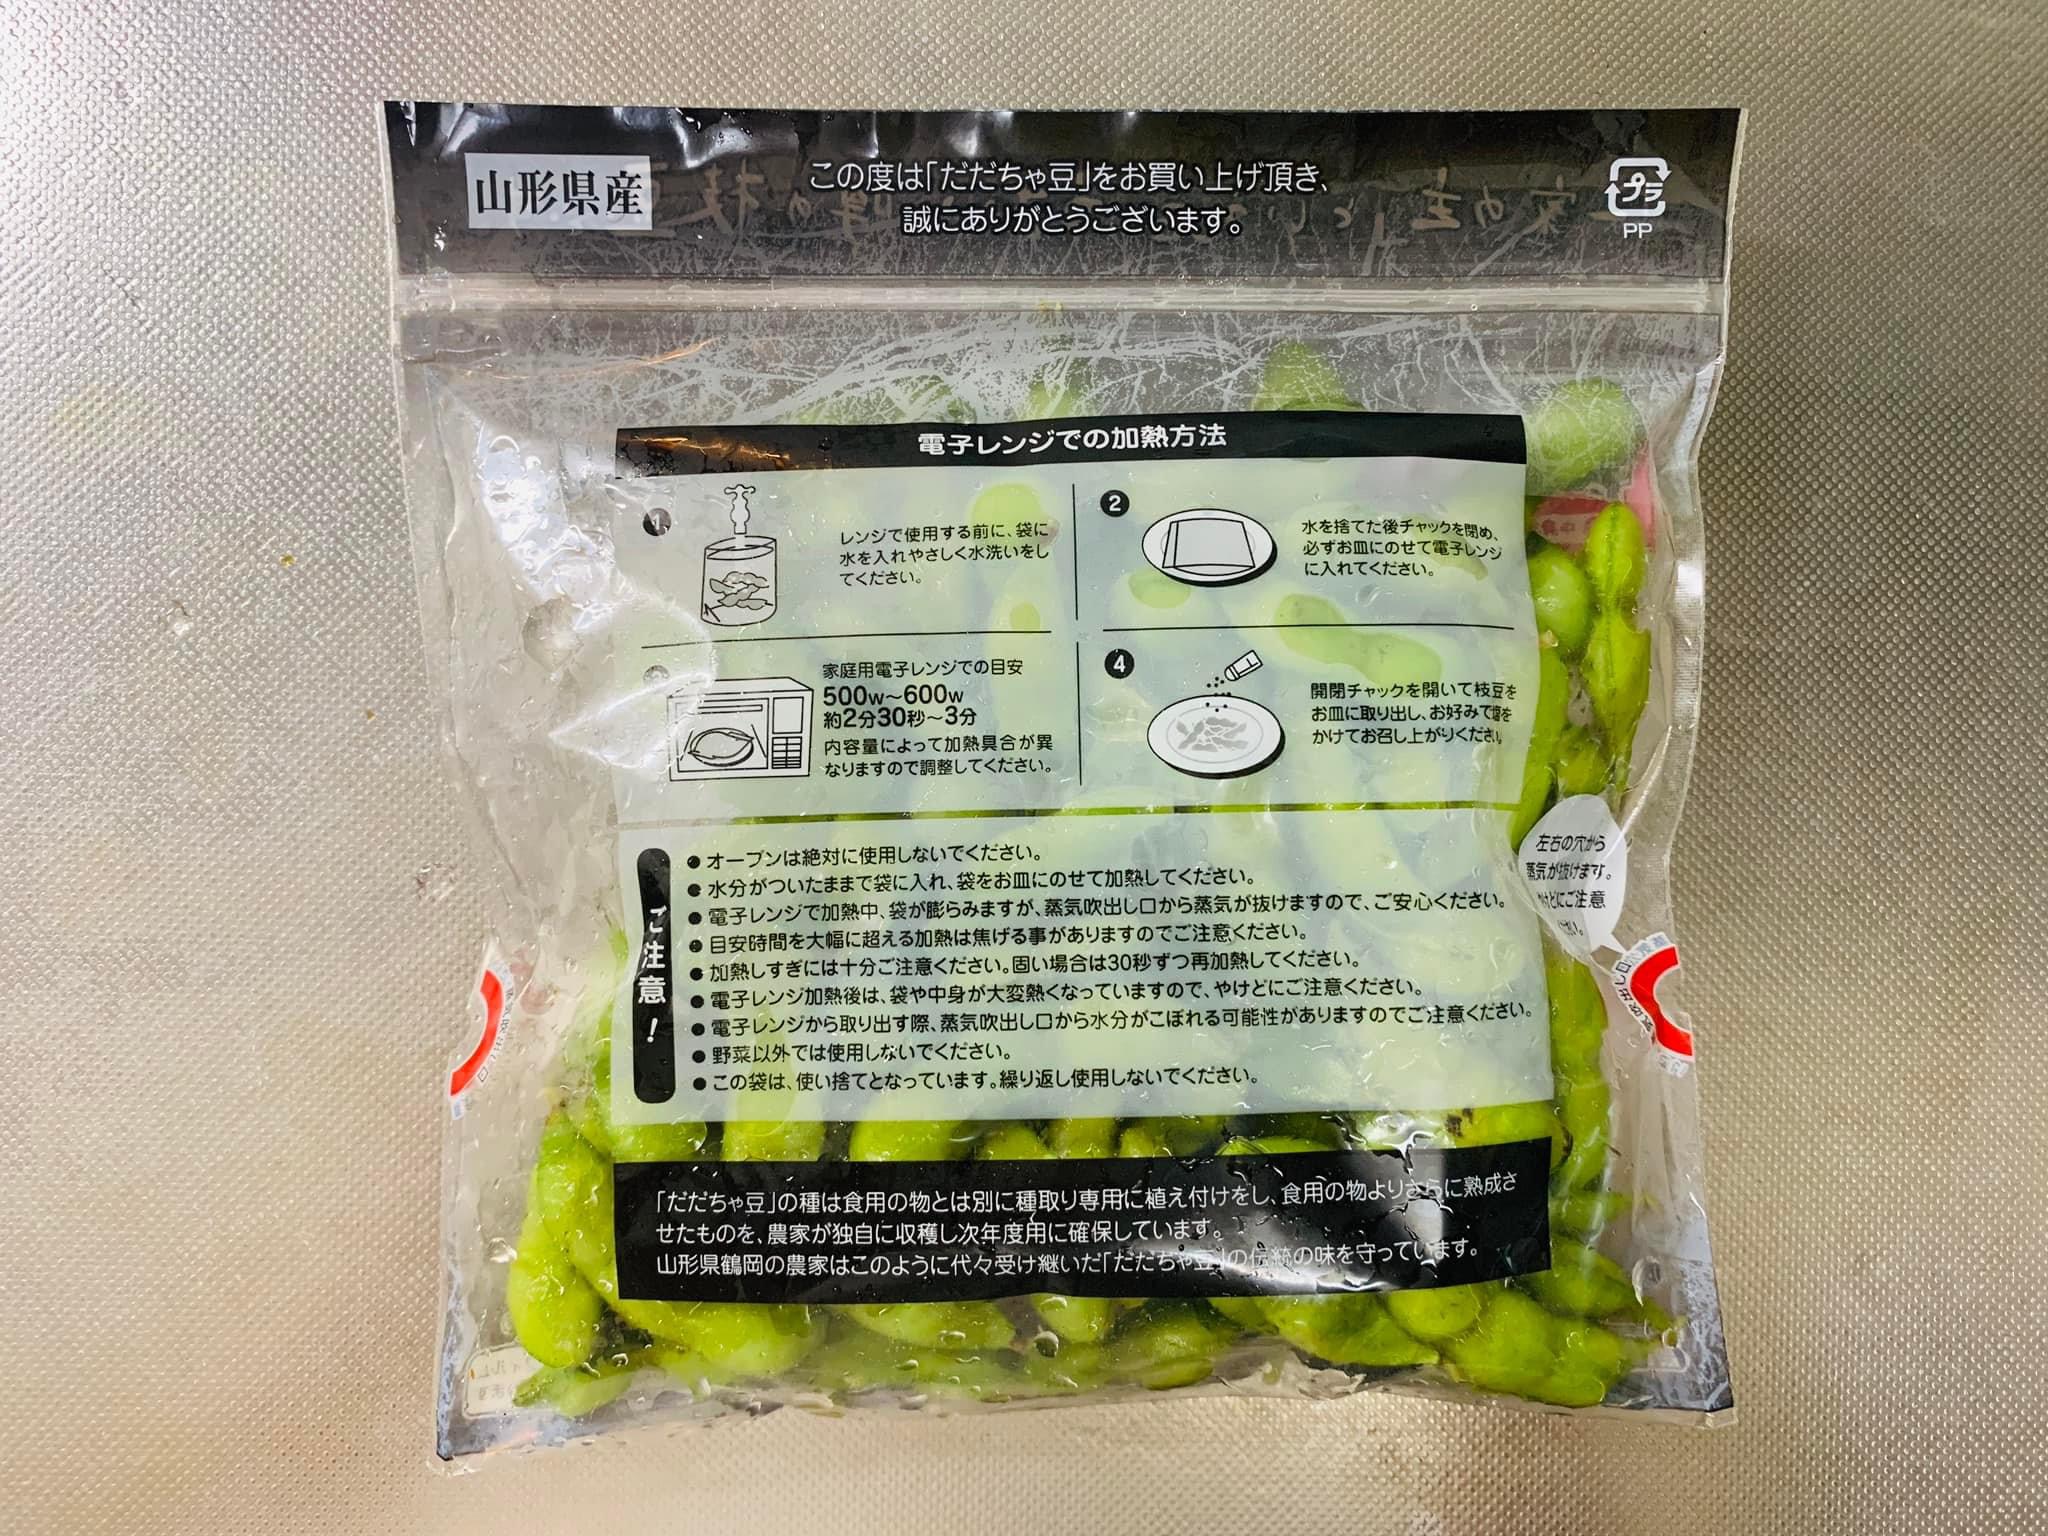 山形県産
この度は「だだちゃ豆」をお買い上げ頂き、
誠にありがとうございます。
プラ
PP
電子レンジでの加熱方法
1
レンジで使用する前に、袋に
水を入れやさしく水洗いをし
てください。
2
水を捨てた後チャックを閉め、
必ずお皿にのせて電子レンジ
に入れてください。
家庭用電子レンジでの目安
500w～600w
約2分30秒～3分
内容量によって加熱具合が異
なりますので調整してください。
4
開閉チャックを開いて枝豆を
お皿に取り出し、お好みで塩を
かけてお召し上がりください。
ご注意！
●オーブンは絶対に使用しないでください。
●水分がついたままで袋に入れ、袋をお皿にのせて加熱してください。
●電子レンジで加熱中、袋が膨らみますが、蒸気吹出し口から蒸気が抜けますので、ご安心ください。
●目安時間を大幅に超える加熱は焦げる事がありますのでご注意ください。
●加熱しすぎには十分ご注意ください。固い場合は30秒ずつ再加熱してください。
●電子レンジ加熱後は、袋や中身が大変熱くなっていますので、やけどにご注意ください。
●電子レンジから取り出す際、蒸気吹出し口から水分がこぼれる可能性がありますのでご注意ください。
●野菜以外では使用しないでください。
●この袋は、使い捨てとなっています。繰り返し使用しないでください。
左右の穴から
蒸気が抜けます。
やけどにご注意
ください。
「だだちゃ豆」の種は食用の物とは別に種取り専用に植え付けをし、食用の物よりさらに熟成さ
せたものを、農家が独自に収穫し次年度用に確保しています。
山形県鶴岡の農家はこのように代々受け継いだ「だだちゃ豆」の伝統の味を守っています。